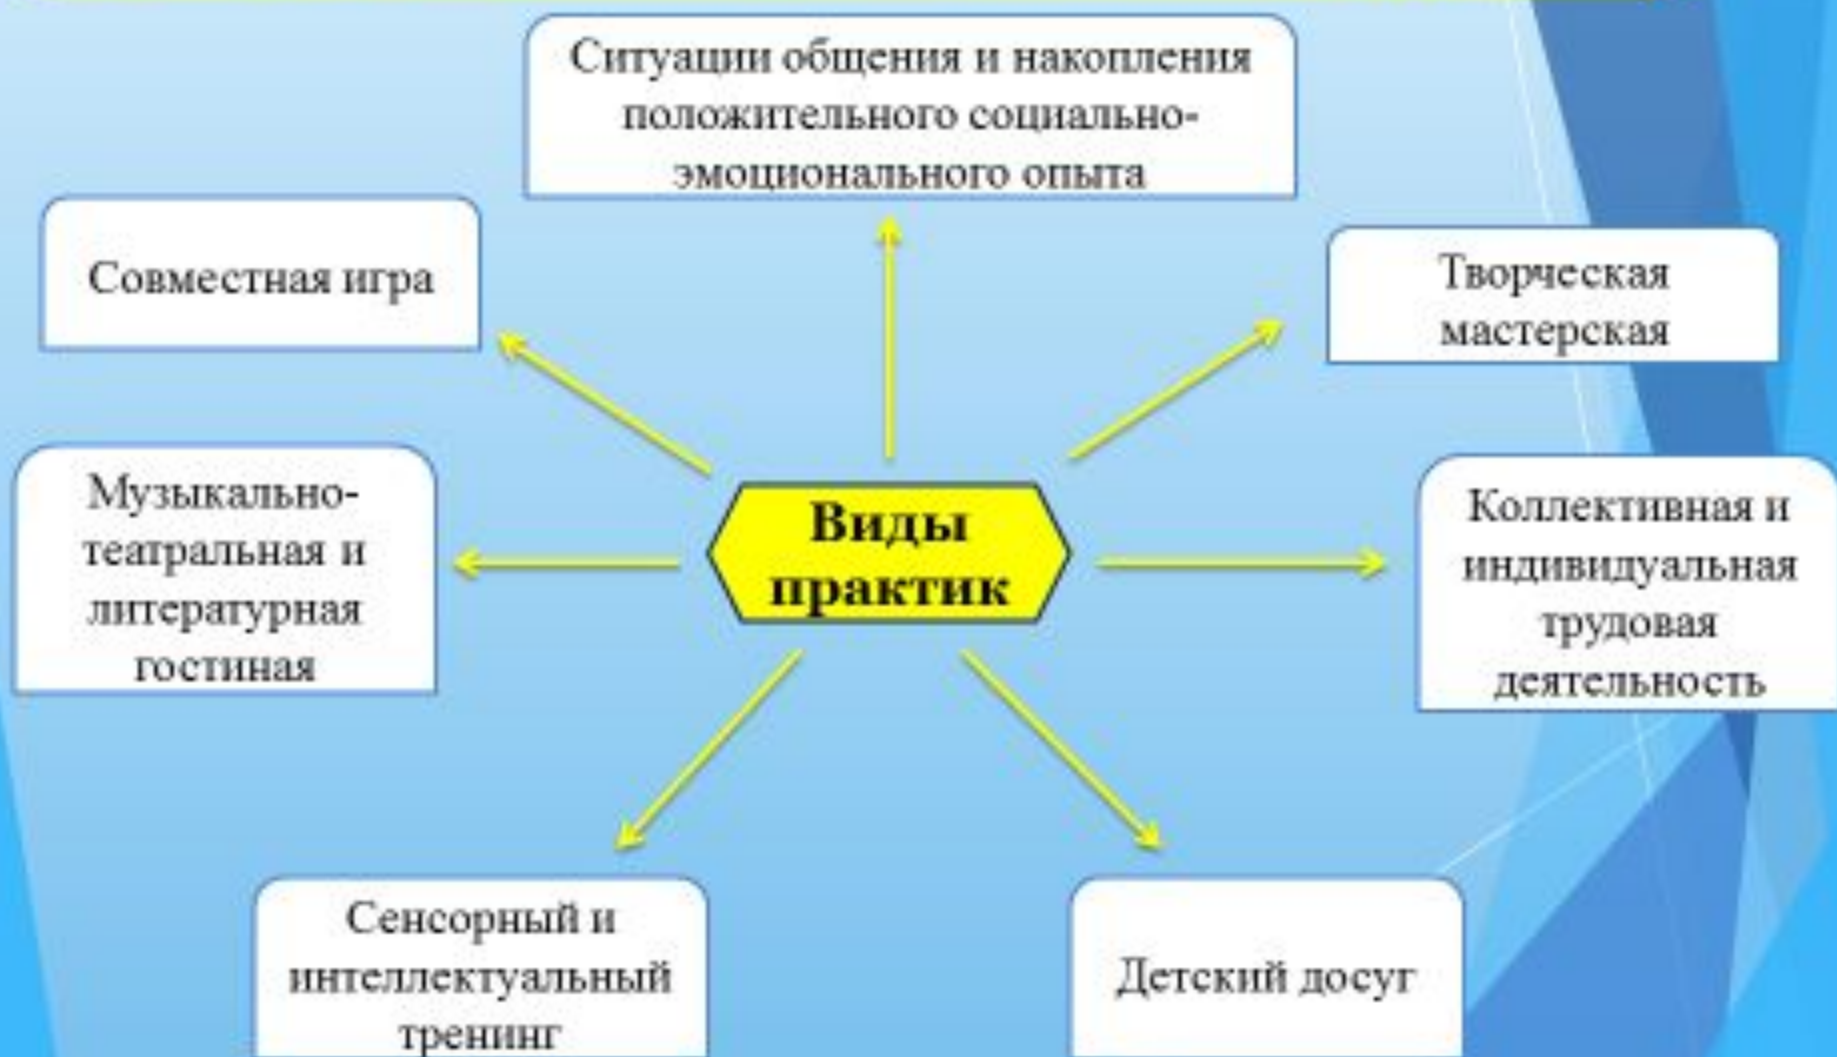 Ситуации общения и накопления
положительного социально-
эмоционального опыта
Совместная игра
Творческая
мастерская
Музыкально-
театральная и
литературная
гостиная
Виды
практик
Коллективная и
индивидуальная
трудовая
деятельность
Сенсорный и
интеллектуальный
тренинг
Детский досуг